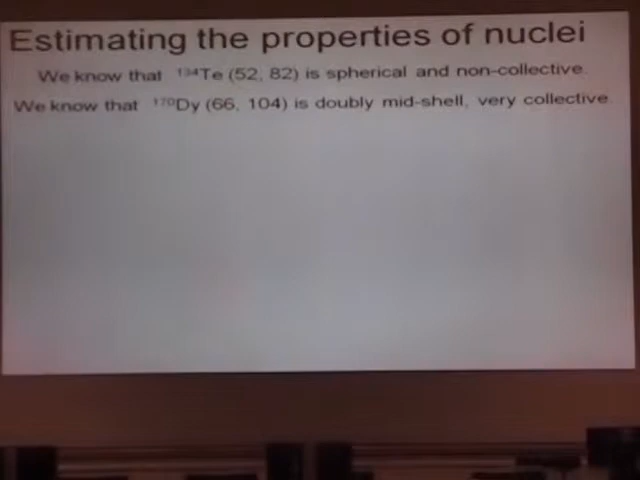 Estimating the properties of nuclei
We know that ¹³⁴Te (52, 82) is spherical and non-collective.
We know that ¹⁷⁰Dy (66, 104) is doubly mid-shell, very collective.